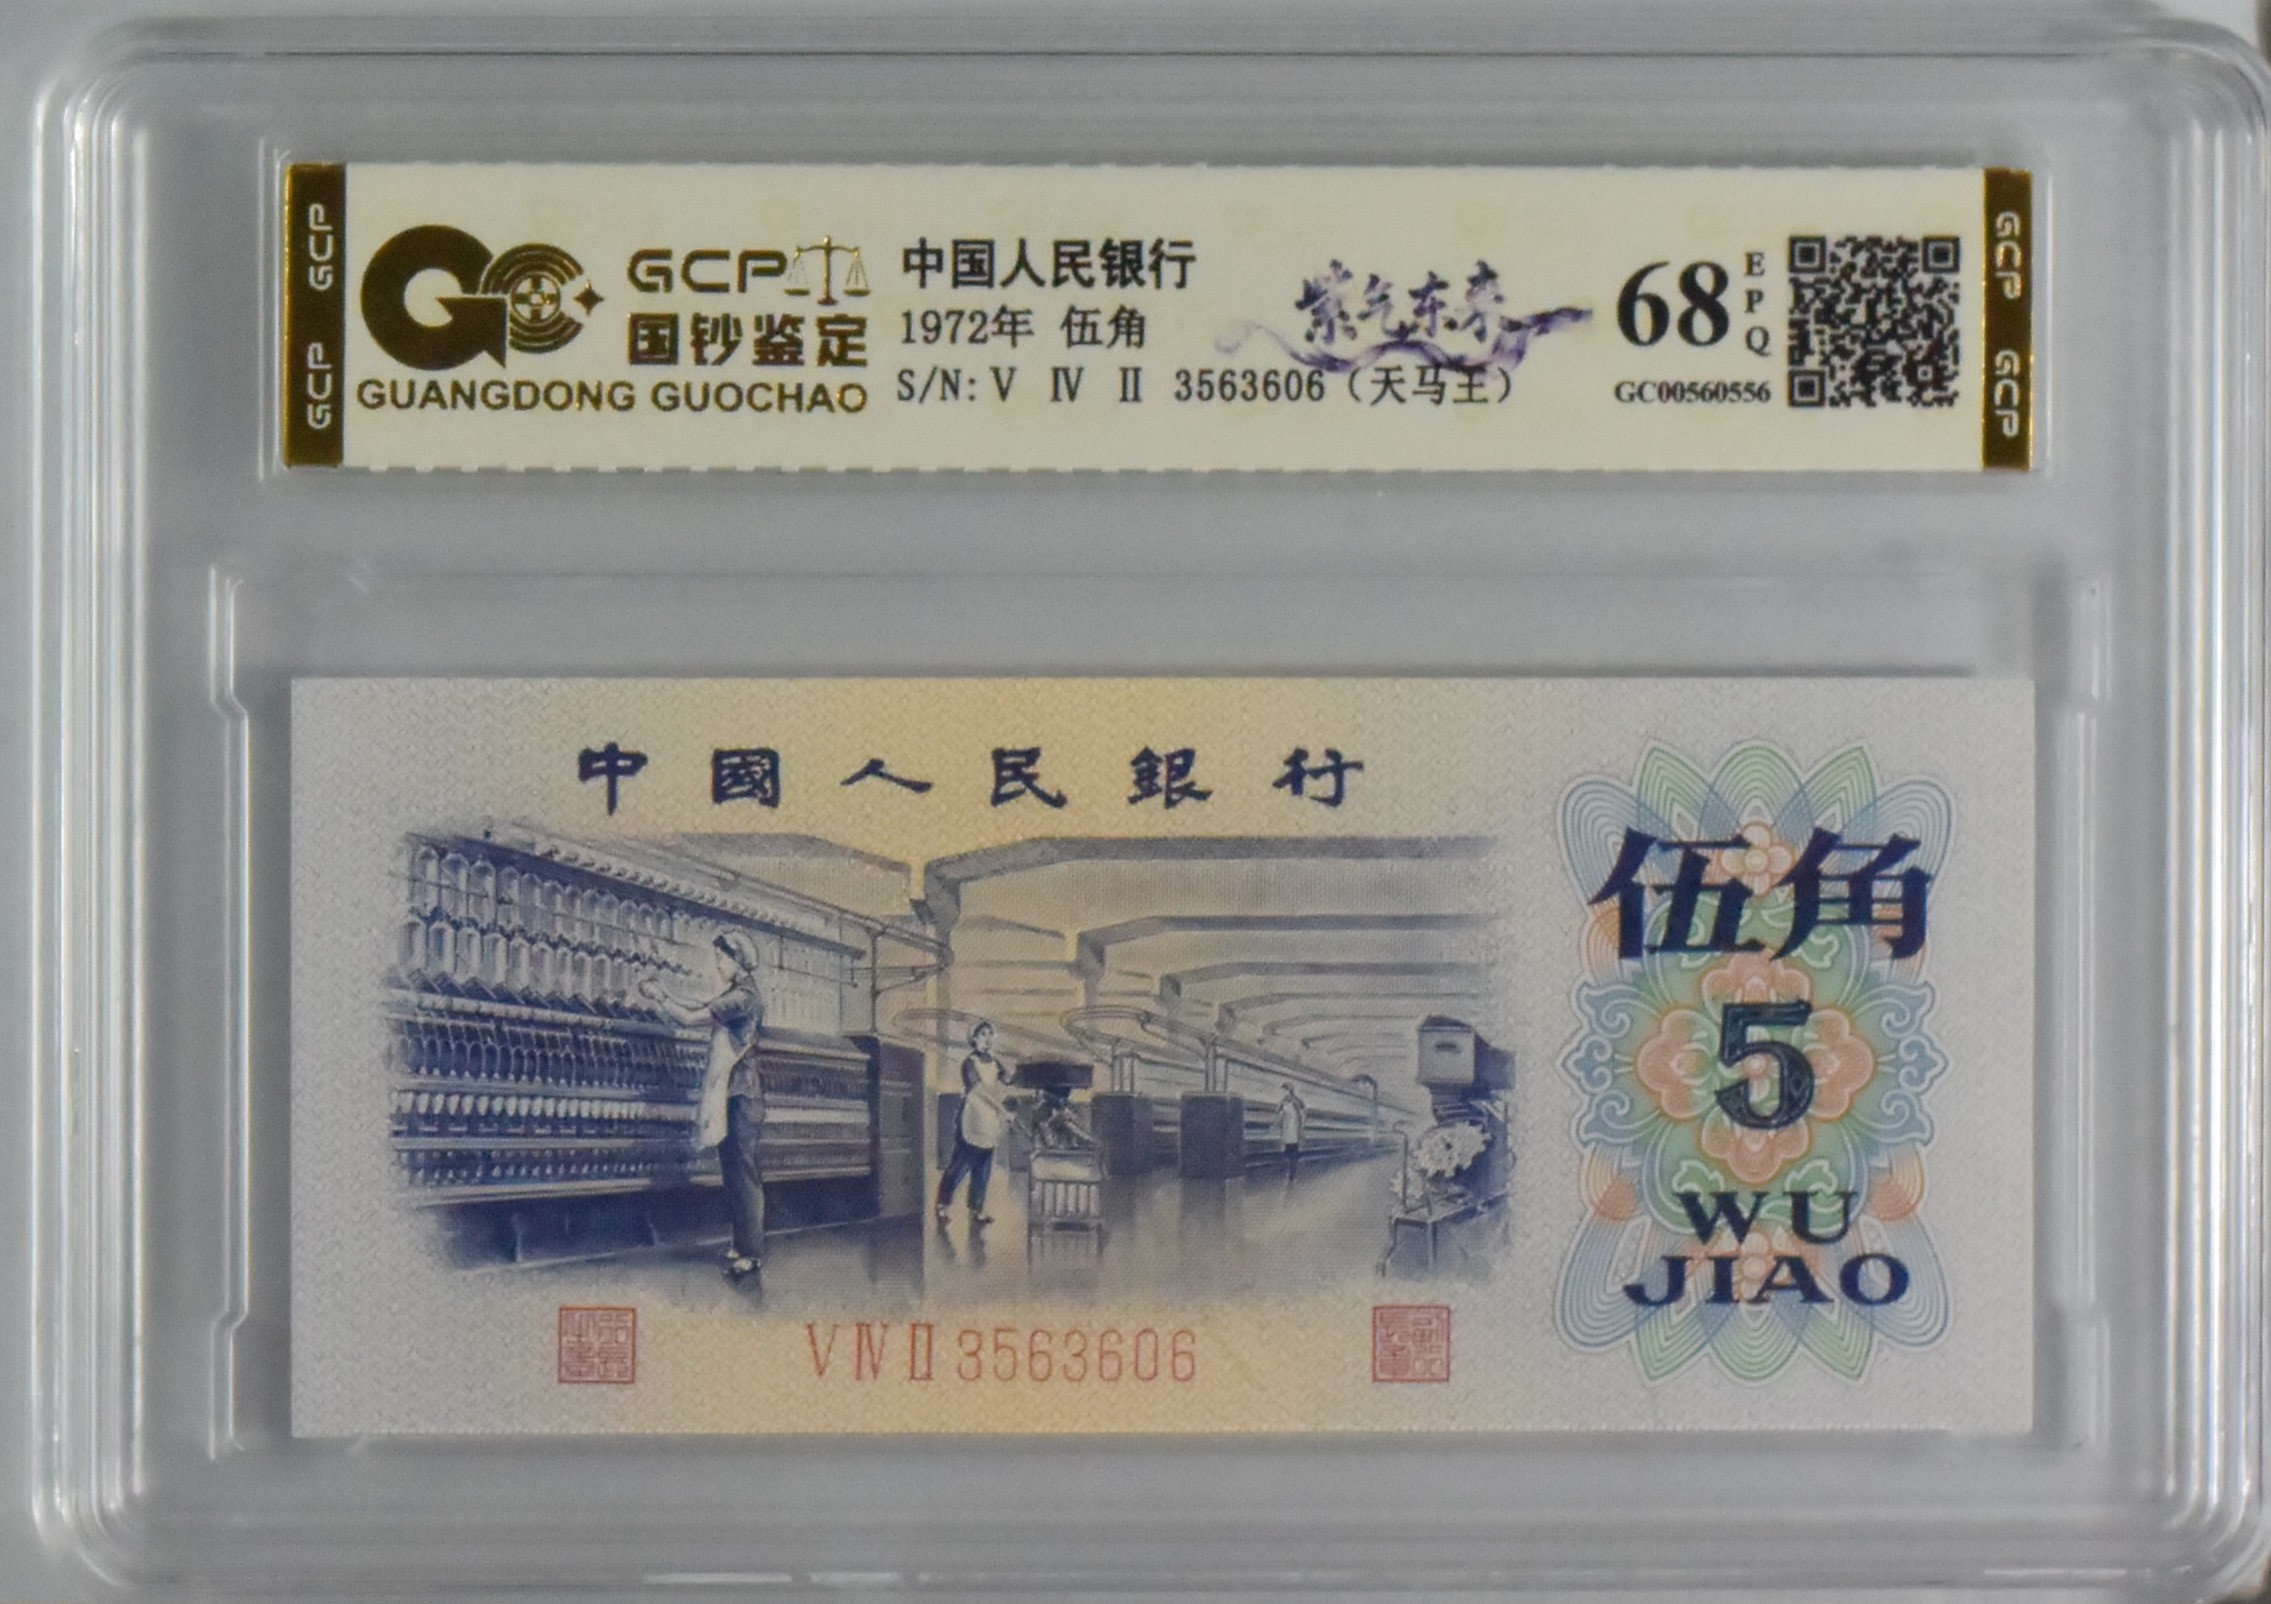 GCP GCP
GCP
国钞鉴定
GUANGDONG GUOCHAO
中国人民银行
1972年 伍角
S/N: V IV II 3563606（天马王）
紫气东来
68
EPQ
GC00560556
GCP GCP
中國人民銀行
伍角
5
WU
JIAO
V IV II 3563606